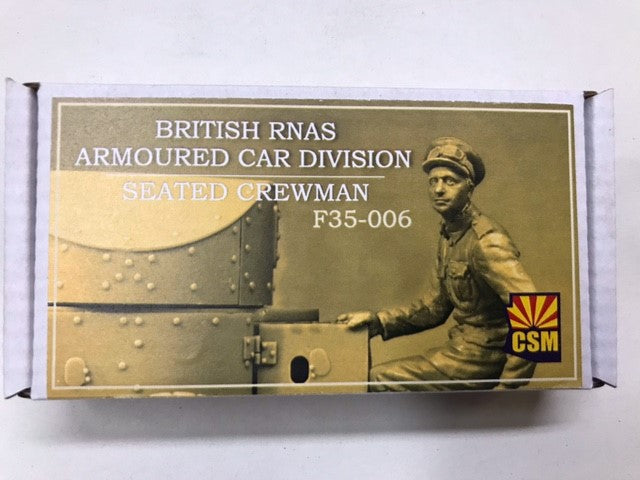 BRITISH RNAS
ARMOURED CAR DIVISION
SEATED CREWMAN
F35-006
CSM